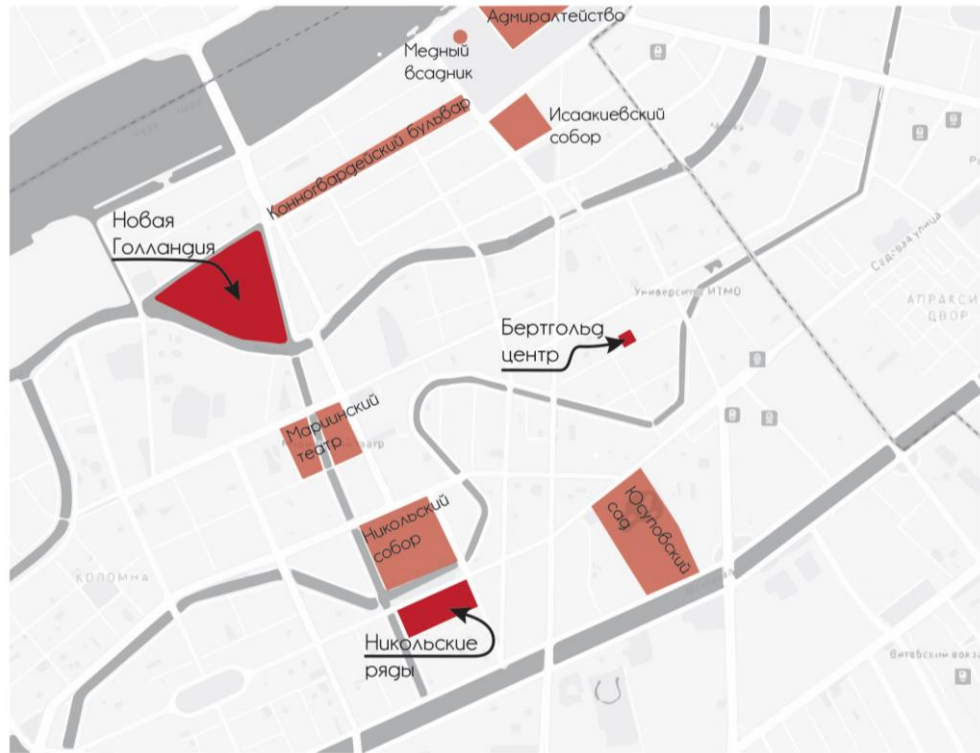 Адмиралтейство
Медный
всадник
Исаакиевский
собор
Конногвардейский бульвар
Новая
Голландия
Садовая улица
Университет ИТМО
АПРАКСИН
ДВОР
Бертгольд
центр
Мариинский
театр
Юсуповский
сад
Никольский
собор
КОЛОМНА
Никольские
ряды
Витебский вокз